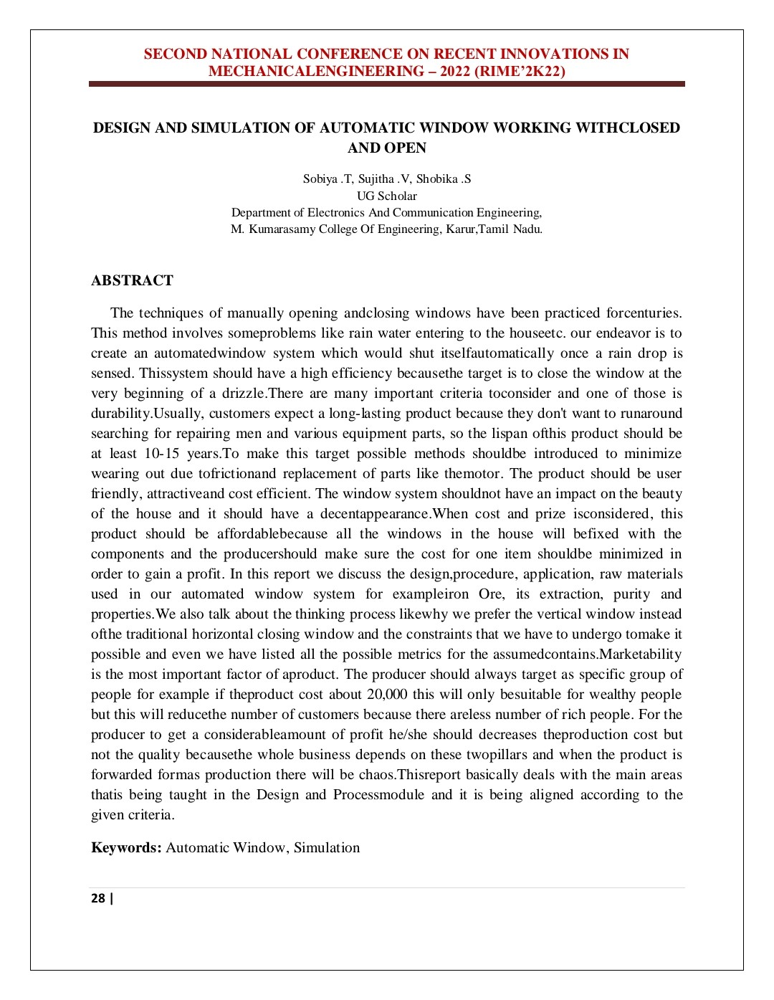 SECOND NATIONAL CONFERENCE ON RECENT INNOVATIONS IN
MECHANICALENGINEERING – 2022 (RIME’2K22)
DESIGN AND SIMULATION OF AUTOMATIC WINDOW WORKING WITHCLOSED
AND OPEN
Sobiya .T, Sujitha .V, Shobika .S
UG Scholar
Department of Electronics And Communication Engineering,
M. Kumarasamy College Of Engineering, Karur,Tamil Nadu.
ABSTRACT
The techniques of manually opening andclosing windows have been practiced forcenturies.
This method involves someproblems like rain water entering to the houseetc. our endeavor is to
create an automatedwindow system which would shut itselfautomatically once a rain drop is
sensed. Thissystem should have a high efficiency becausethe target is to close the window at the
very beginning of a drizzle.There are many important criteria toconsider and one of those is
durability.Usually, customers expect a long-lasting product because they don't want to runaround
searching for repairing men and various equipment parts, so the lispan ofthis product should be
at least 10-15 years.To make this target possible methods shouldbe introduced to minimize
wearing out due tofrictionand replacement of parts like themotor. The product should be user
friendly, attractiveand cost efficient. The window system shouldnot have an impact on the beauty
of the house and it should have a decentappearance.When cost and prize isconsidered, this
product should be affordablebecause all the windows in the house will befixed with the
components and the producershould make sure the cost for one item shouldbe minimized in
order to gain a profit. In this report we discuss the design,procedure, application, raw materials
used in our automated window system for exampleiron Ore, its extraction, purity and
properties.We also talk about the thinking process likewhy we prefer the vertical window instead
ofthe traditional horizontal closing window and the constraints that we have to undergo tomake it
possible and even we have listed all the possible metrics for the assumedcontains.Marketability
is the most important factor of aproduct. The producer should always target as specific group of
people for example if theproduct cost about 20,000 this will only besuitable for wealthy people
but this will reducethe number of customers because there areless number of rich people. For the
producer to get a considerableamount of profit he/she should decreases theproduction cost but
not the quality becausethe whole business depends on these twopillars and when the product is
forwarded formas production there will be chaos.Thisreport basically deals with the main areas
thatis being taught in the Design and Processmodule and it is being aligned according to the
given criteria.
Keywords: Automatic Window, Simulation
28 |